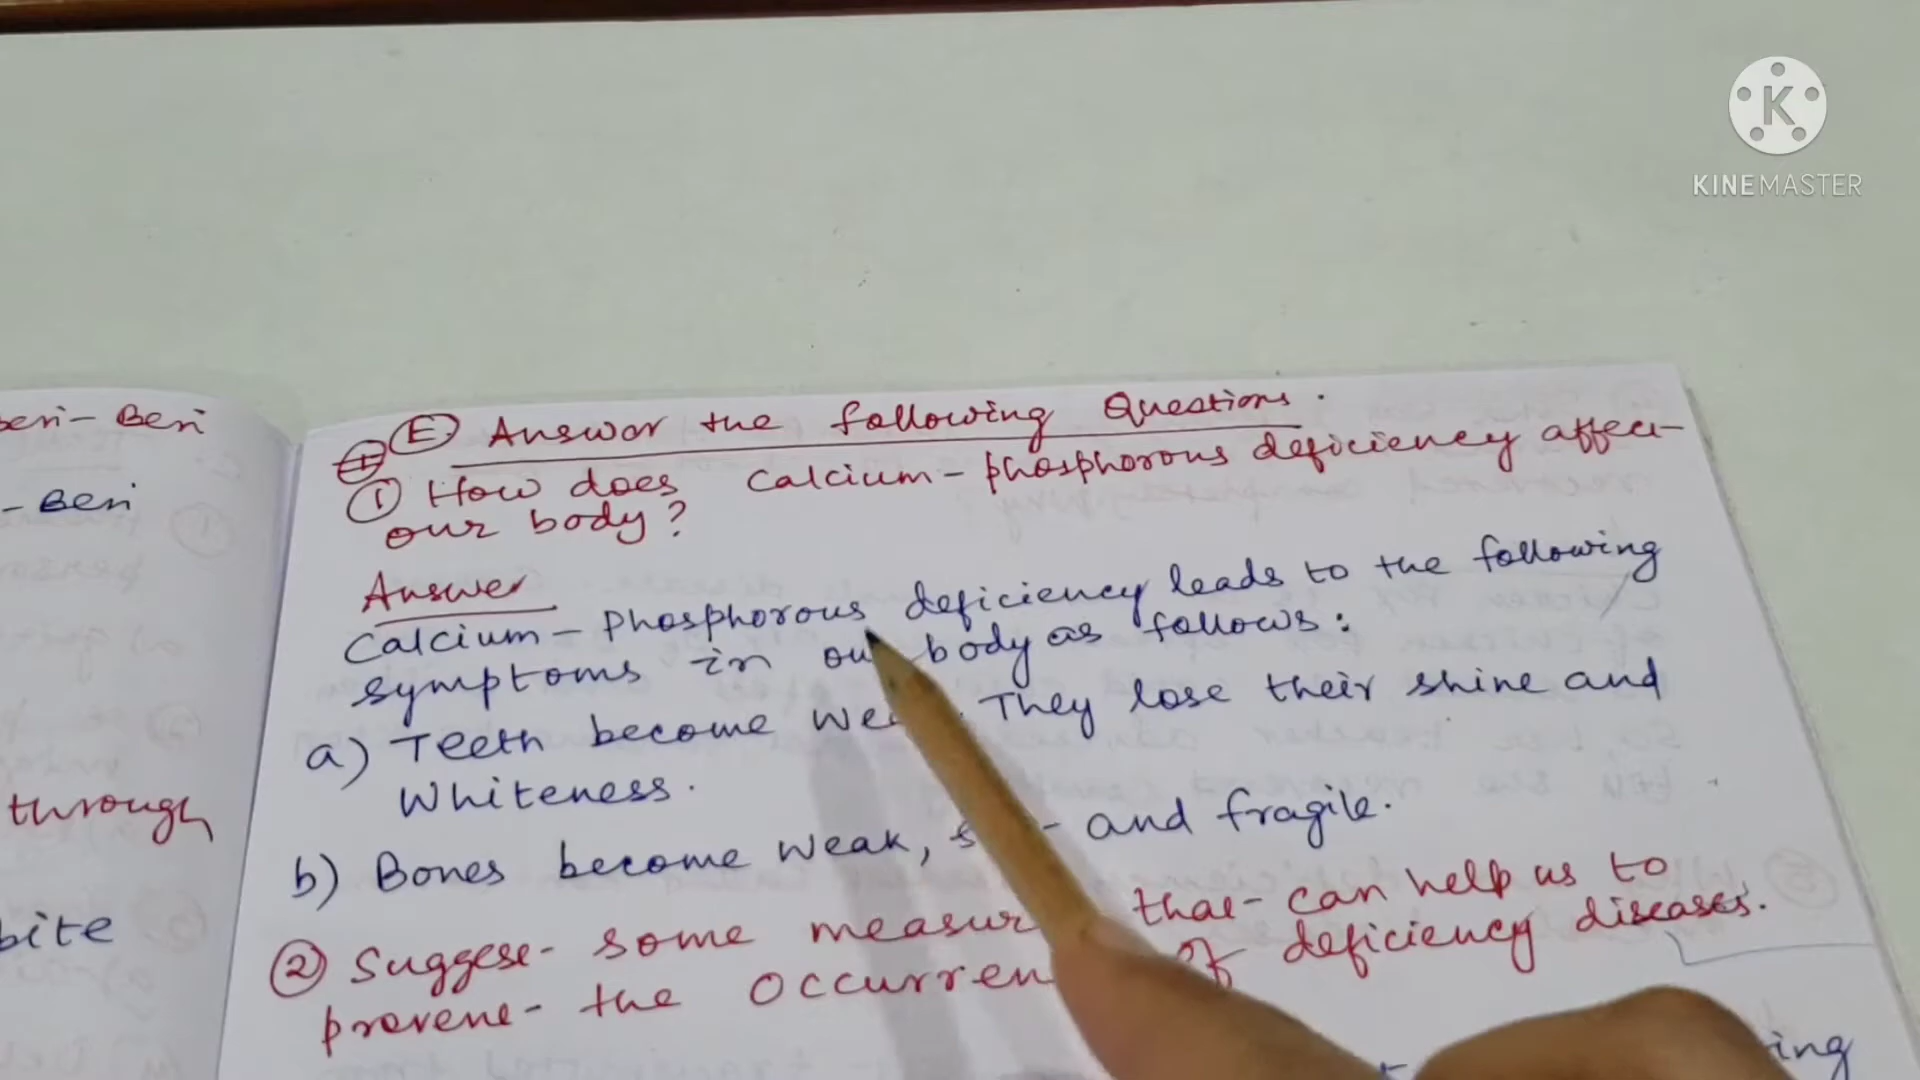 KINEMASTER
Beri-Beri
-Beri
through
bite
E Answer the following Questions.
① How does Calcium-phosphorous deficiency affect
our body?
Answer
Calcium-Phosphorous deficiency leads to the following
symptoms in our body as follows:
a) Teeth become . They lose their shine and
Whiteness.
b) Bones become weak, and fragile.
② Suggest some that can help us to
prevent the of deficiency diseases.